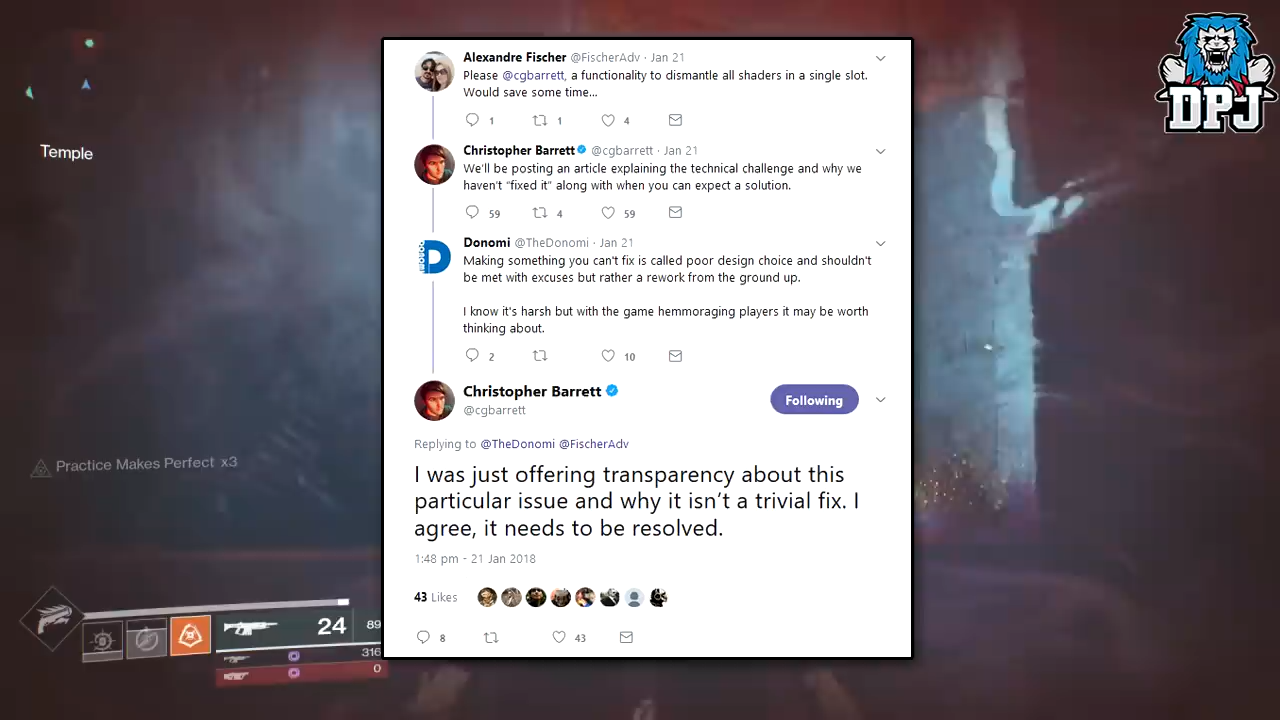 Alexandre Fischer @FischerAdv · Jan 21
Please @cgbarrett, a functionality to dismantle all shaders in a single slot.
Would save some time...
1 1 4
Christopher Barrett @cgbarrett · Jan 21
We'll be posting an article explaining the technical challenge and why we
haven't “fixed it” along with when you can expect a solution.
59 4 59
Donomi @TheDonomi · Jan 21
Making something you can't fix is called poor design choice and shouldn't
be met with excuses but rather a rework from the ground up.
I know it's harsh but with the game hemmoraging players it may be worth
thinking about.
2 10
Christopher Barrett
@cgbarrett
Following
Replying to @TheDonomi @FischerAdv
I was just offering transparency about this
particular issue and why it isn’t a trivial fix. I
agree, it needs to be resolved.
1:48 pm - 21 Jan 2018
43 Likes
8 43
Temple
Practice Makes Perfect x3
24 89
316
0
DPJ